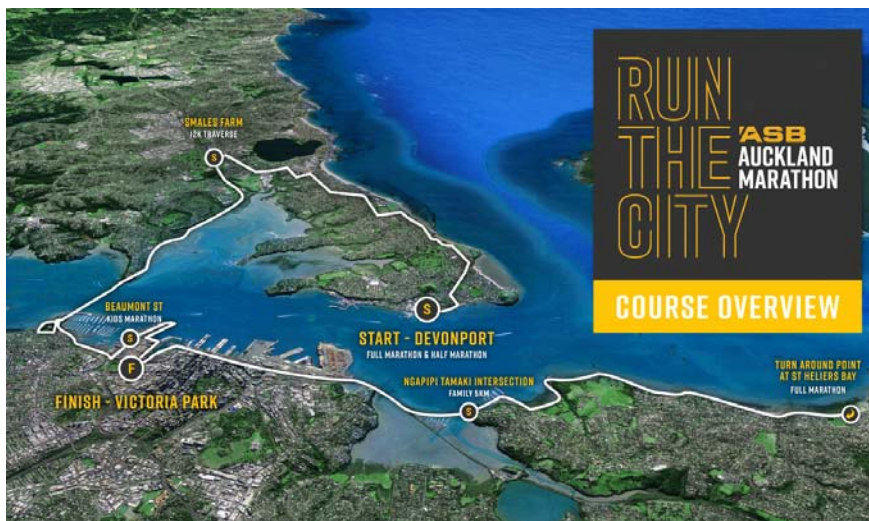 RUN
THE
CITY
ASB
AUCKLAND
MARATHON
COURSE OVERVIEW
SMALES FARM
12K TRAVERSE
S
BEAUMONT ST
KIDS MARATHON
S
F
FINISH - VICTORIA PARK
S
START - DEVONPORT
FULL MARATHON & HALF MARATHON
NGAPIPI TAMAKI INTERSECTION
FAMILY 5KM
S
TURN AROUND POINT
AT ST HELIERS BAY
FULL MARATHON